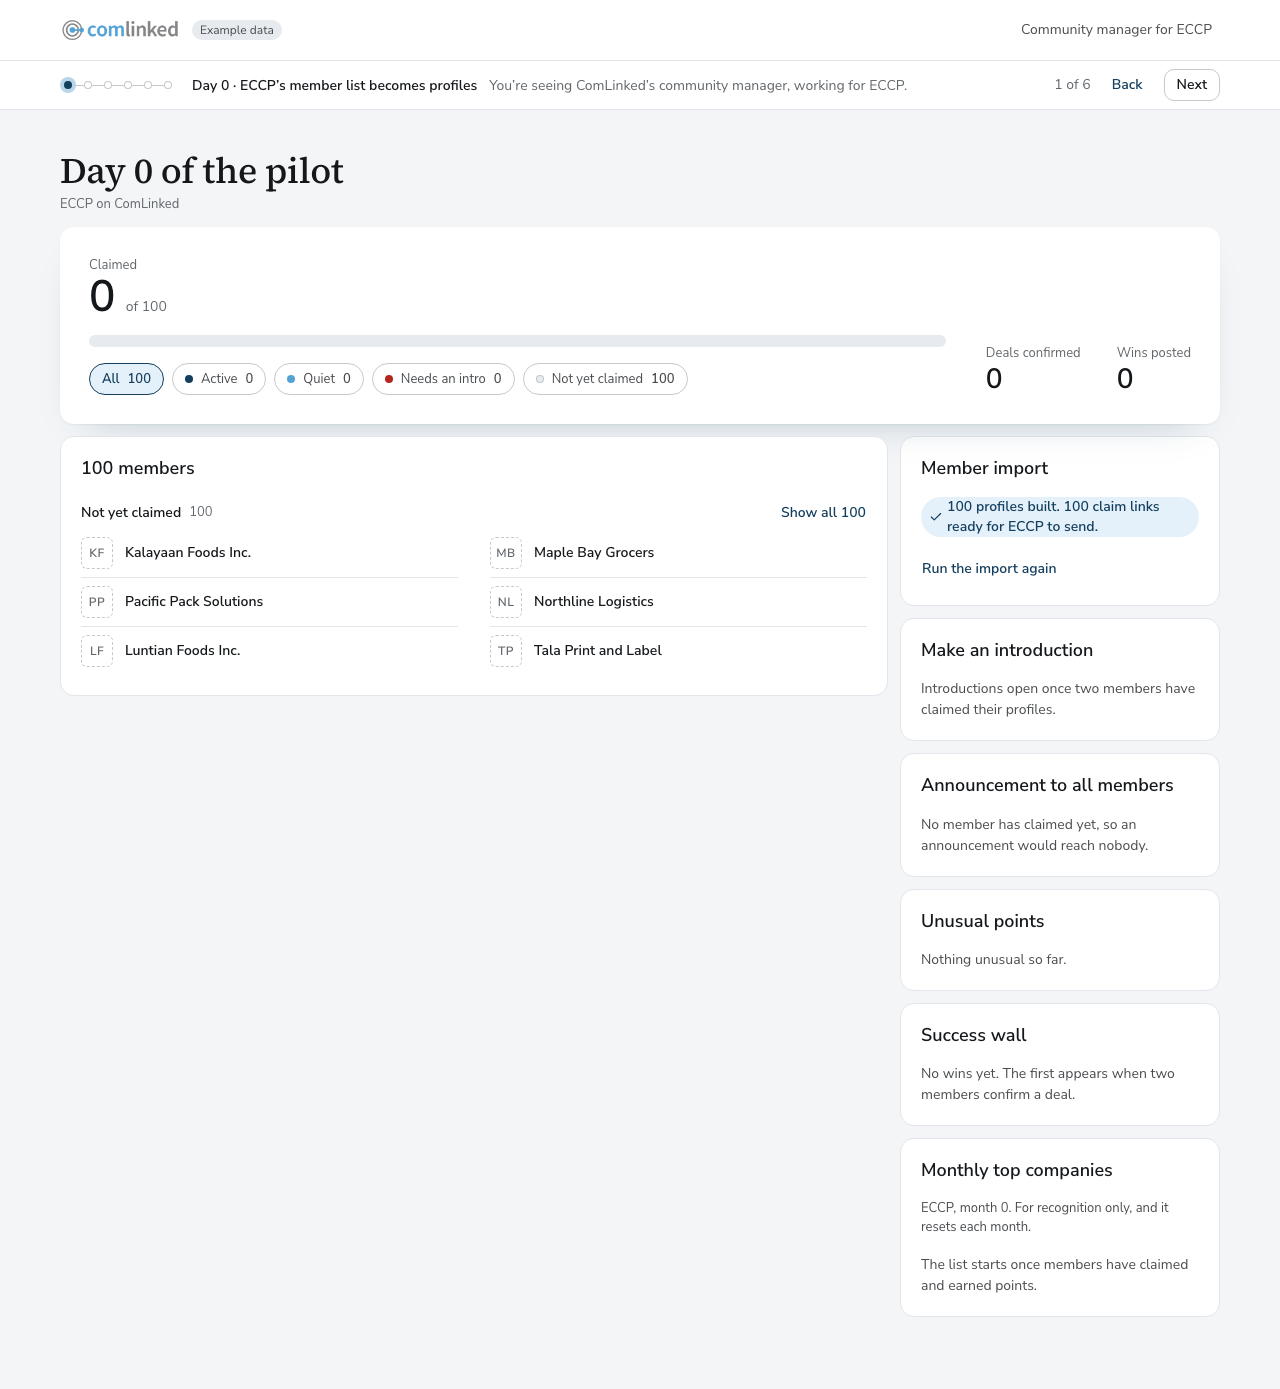 comlinked Example data Community manager for ECCP
Day 0 · ECCP’s member list becomes profiles You’re seeing ComLinked’s community manager, working for ECCP. 1 of 6 Back Next
Day 0 of the pilot
ECCP on ComLinked
Claimed
0 of 100
All 100 Active 0 Quiet 0 Needs an intro 0 Not yet claimed 100
Deals confirmed
0
Wins posted
0
100 members
Not yet claimed 100 Show all 100
KF Kalayaan Foods Inc.
MB Maple Bay Grocers
PP Pacific Pack Solutions
NL Northline Logistics
LF Luntian Foods Inc.
TP Tala Print and Label
Member import
100 profiles built. 100 claim links
ready for ECCP to send.
Run the import again
Make an introduction
Introductions open once two members have
claimed their profiles.
Announcement to all members
No member has claimed yet, so an
announcement would reach nobody.
Unusual points
Nothing unusual so far.
Success wall
No wins yet. The first appears when two
members confirm a deal.
Monthly top companies
ECCP, month 0. For recognition only, and it
resets each month.
The list starts once members have claimed
and earned points.